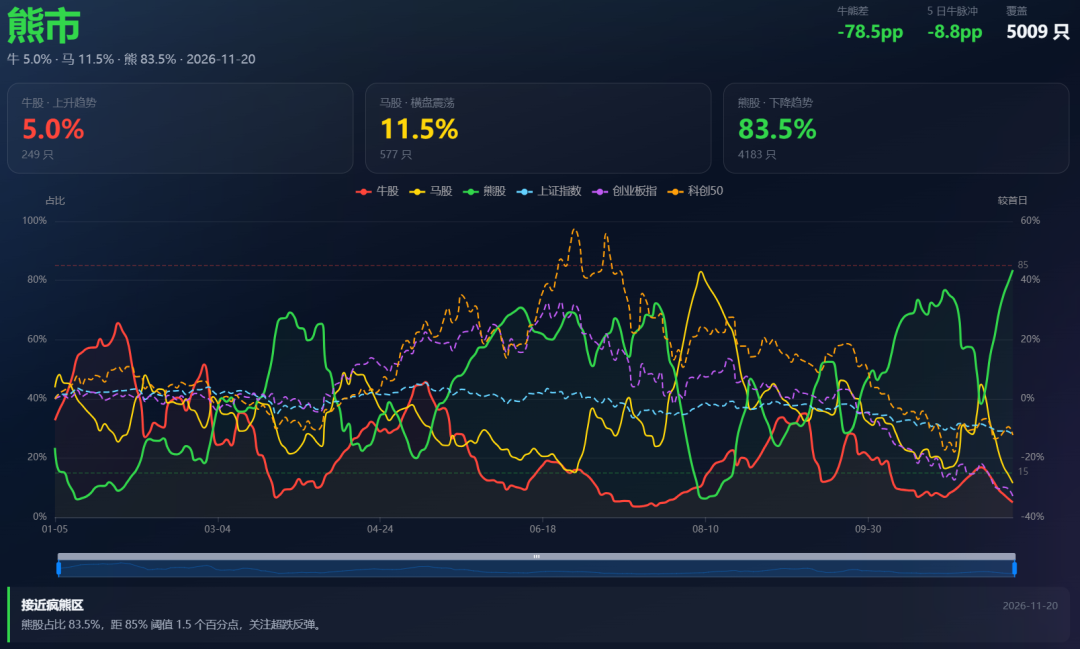 熊市
牛 5.0% · 马 11.5% · 熊 83.5% · 2026-11-20
牛熊差
-78.5pp
5 日牛脉冲
-8.8pp
覆盖
5009 只
牛股 · 上升趋势
5.0%
249 只
马股 · 横盘震荡
11.5%
577 只
熊股 · 下降趋势
83.5%
4183 只
牛股 马股 熊股 上证指数 创业板指 科创50
占比 较首日
100% 60%
85
80% 40%
60% 20%
40% 0%
20% -20%
15
0% -40%
01-05 03-04 04-24 06-18 08-10 09-30
接近疯熊区 2026-11-20
熊股占比 83.5%，距 85% 阈值 1.5 个百分点，关注超跌反弹。